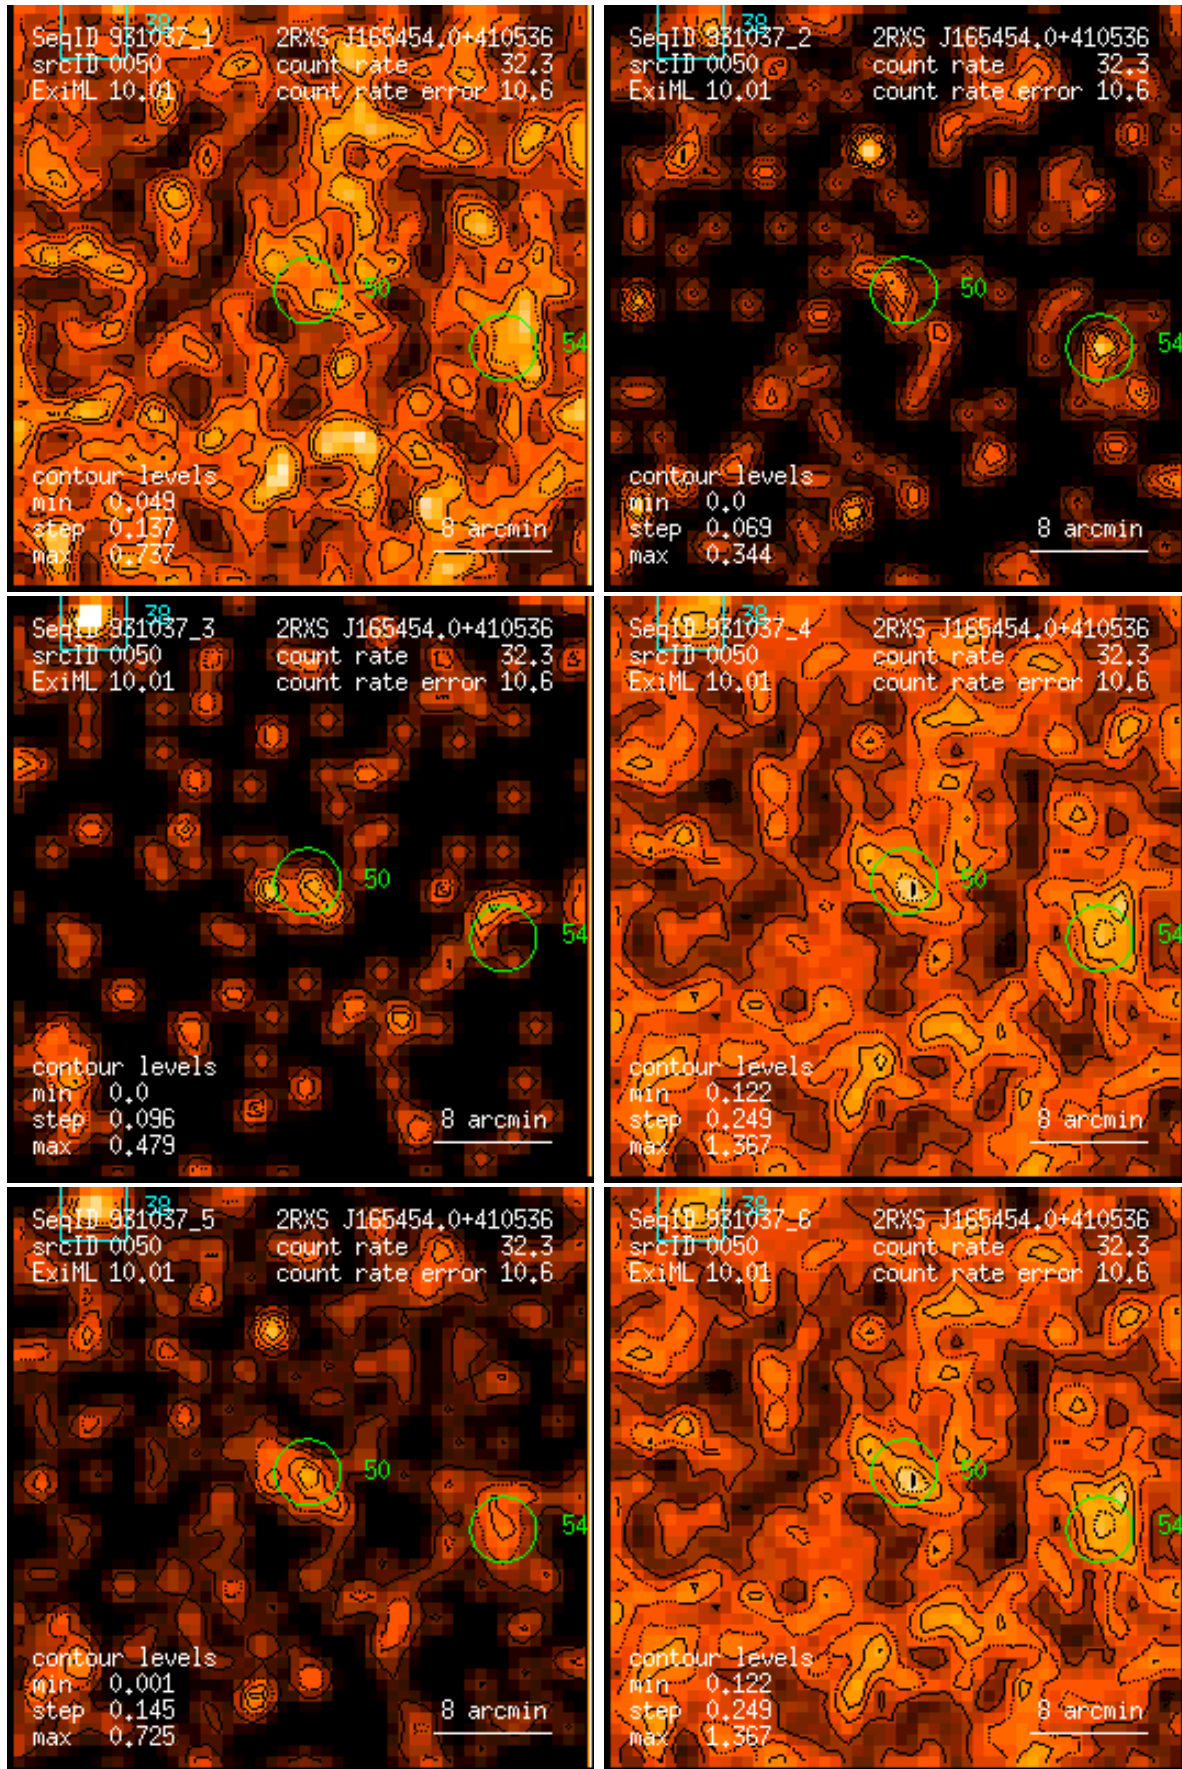 38
SeqID 931037_1 2RXS J165454.0+410536
srcID 0050 count rate 32.3
ExiML 10.01 count rate error 10.6
50
54
contour levels
min 0.049
step 0.137 8 arcmin
max 0.737
38
SeqID 931037_2 2RXS J165454.0+410536
srcID 0050 count rate 32.3
ExiML 10.01 count rate error 10.6
50
54
contour levels
min 0.0
step 0.069 8 arcmin
max 0.344
38
SeqID 931037_3 2RXS J165454.0+410536
srcID 0050 count rate 32.3
ExiML 10.01 count rate error 10.6
50
54
contour levels
min 0.0
step 0.096 8 arcmin
max 0.479
38
SeqID 931037_4 2RXS J165454.0+410536
srcID 0050 count rate 32.3
ExiML 10.01 count rate error 10.6
50
54
contour levels
min 0.122
step 0.249 8 arcmin
max 1.367
38
SeqID 931037_5 2RXS J165454.0+410536
srcID 0050 count rate 32.3
ExiML 10.01 count rate error 10.6
50
54
contour levels
min 0.001
step 0.145 8 arcmin
max 0.725
38
SeqID 931037_6 2RXS J165454.0+410536
srcID 0050 count rate 32.3
ExiML 10.01 count rate error 10.6
50
54
contour levels
min 0.122
step 0.249 8 arcmin
max 1.367